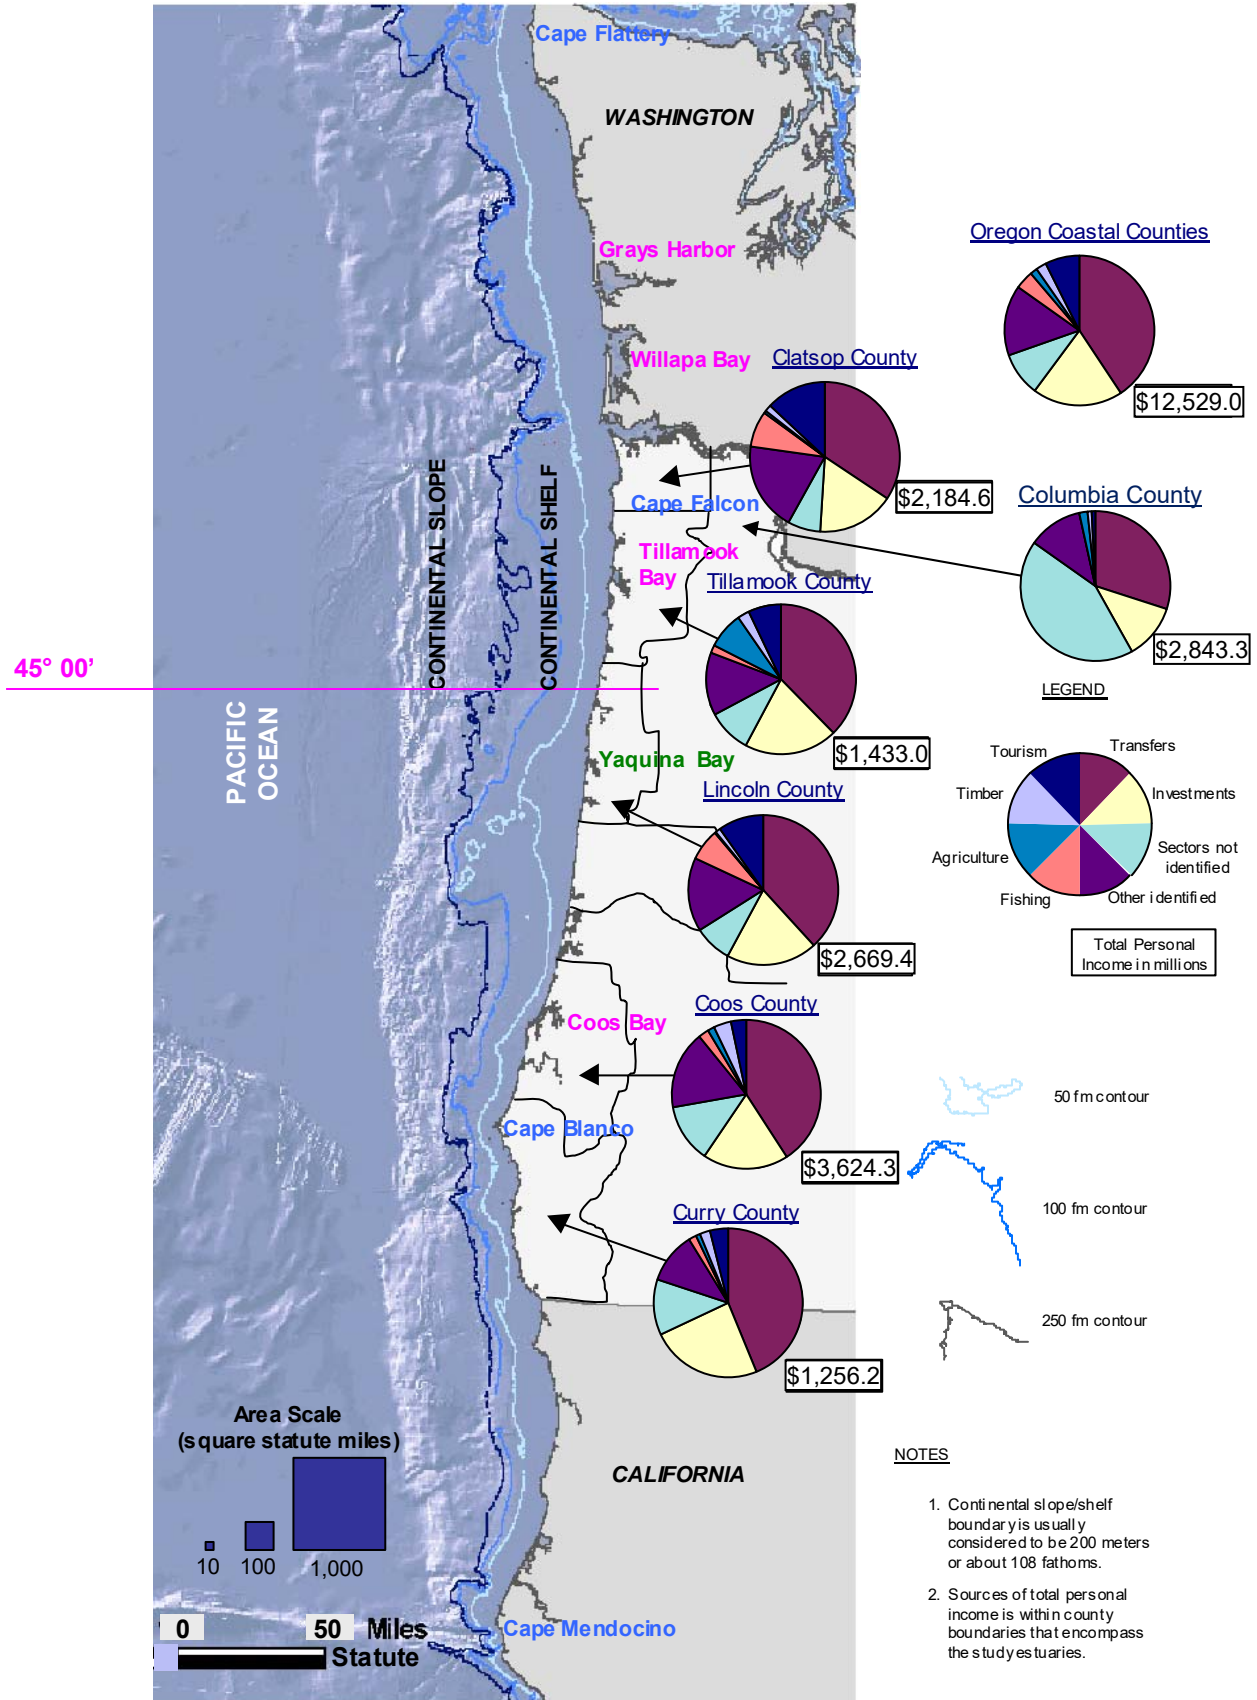 Cape Flattery
WASHINGTON
Grays Harbor
Oregon Coastal Counties
$12,529.0
Willapa Bay
Clatsop County
$2,184.6
CONTINENTAL SLOPE
CONTINENTAL SHELF
Cape Falcon
Columbia County
$2,843.3
Tillamook
Bay
Tillamook County
$1,433.0
45° 00’
PACIFIC
OCEAN
LEGEND
Tourism
Transfers
Timber
Investments
Agriculture
Sectors not
identified
Fishing
Other identified
Total Personal
Income in millions
Yaquina Bay
Lincoln County
$2,669.4
Coos County
Coos Bay
$3,624.3
Cape Blanco
Curry County
$1,256.2
50 fm contour
100 fm contour
250 fm contour
Area Scale
(square statute miles)
10
100
1,000
CALIFORNIA
NOTES
1. Continental slope/shelf
boundary is usually
considered to be 200 meters
or about 108 fathoms.
2. Sources of total personal
income is within county
boundaries that encompass
the study estuaries.
0 50 Miles
Statute
Cape Mendocino